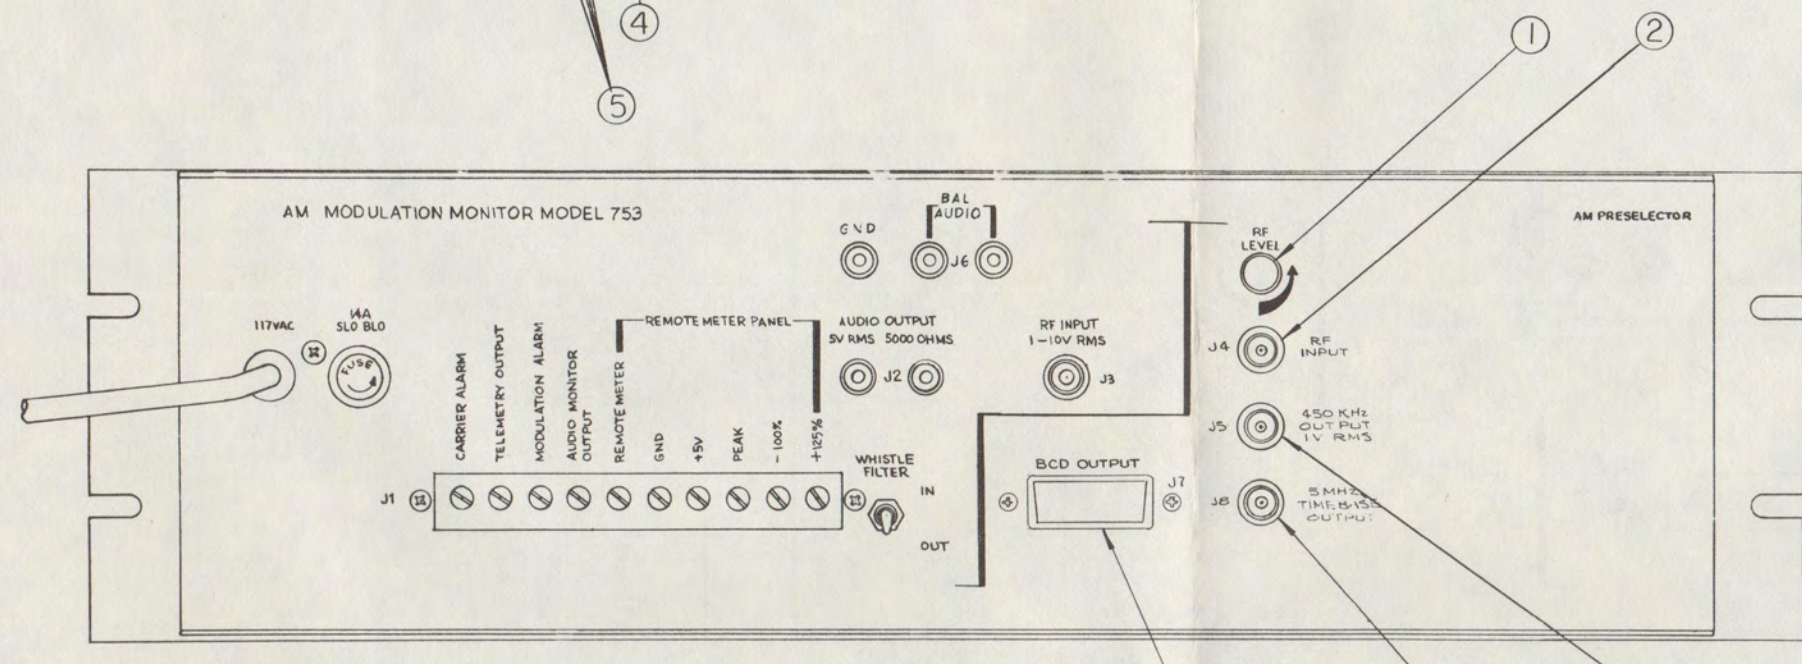 4
5
1
2
AM MODULATION MONITOR MODEL 753
AM PRESELECTOR
GND
BAL
AUDIO
J6
RF
LEVEL
117VAC
1/4A
SLO BLO
FUSE
CARRIER ALARM
TELEMETRY OUTPUT
MODULATION ALARM
AUDIO MONITOR
OUTPUT
REMOTE METER
GND
+5V
PEAK
-100%
+125%
REMOTE METER PANEL
J1
AUDIO OUTPUT
5V RMS 5000 OHMS
J2
RF INPUT
1-10V RMS
J3
WHISTLE
FILTER
IN
OUT
BCD OUTPUT
J7
J4
RF
INPUT
J5
450 KHz
OUTPUT
1V RMS
J8
5 MHz
TIMEBASE
OUTPUT